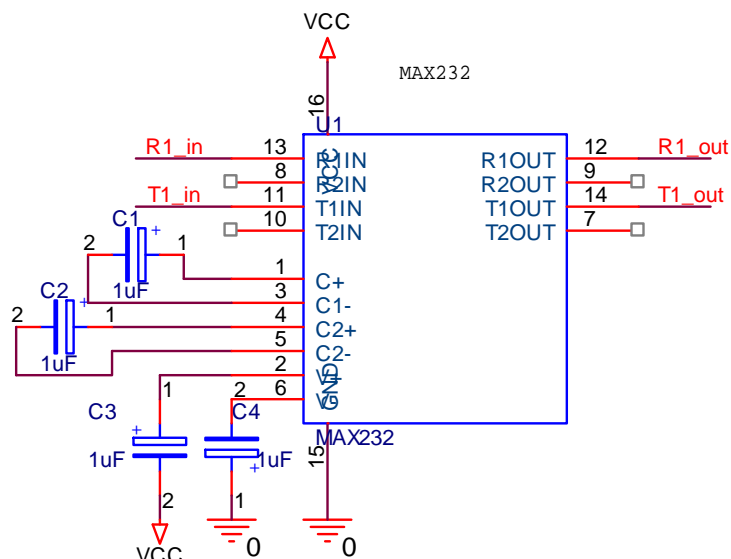 VCC
MAX232
16
U1
R1_in 13 R1IN R1OUT 12 R1_out
VCC
8 R2IN R2OUT 9
T1_in 11 T1IN T1OUT 14 T1_out
10 T2IN T2OUT 7
C1
2 + 1
1uF
1 C+
3 C1-
C2
2 + 1
1uF
4 C2+
5 C2-
2 V+
6 V-
GND
1 2
C3 C4
+
1uF 1uF
+
MAX232
15
2 1
VCC 0 0